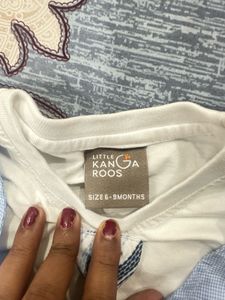 LITTLE
KANGA
ROOS
SIZE 6-9MONTHS